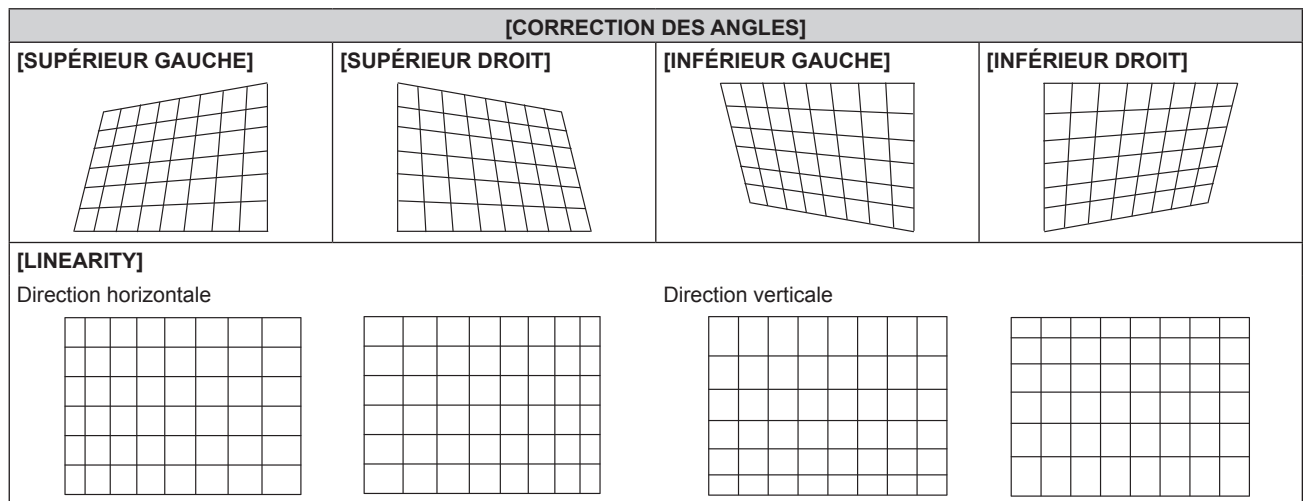 [CORRECTION DES ANGLES]
[SUPÉRIEUR GAUCHE]
[SUPÉRIEUR DROIT]
[INFÉRIEUR GAUCHE]
[INFÉRIEUR DROIT]
[LINEARITY]
Direction horizontale
Direction verticale